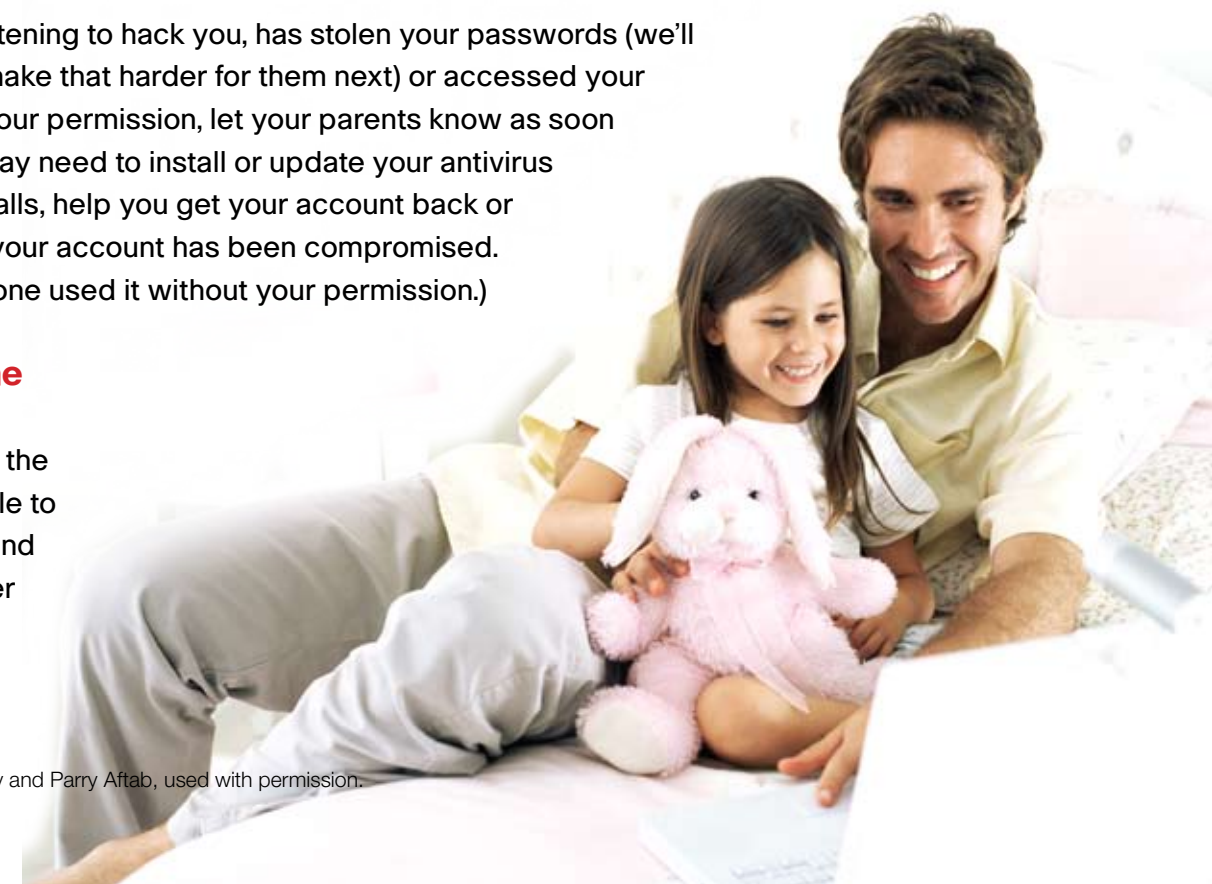 tening to hack you, has stolen your passwords (we'll
make that harder for them next) or accessed your
our permission, let your parents know as soon
ay need to install or update your antivirus
alls, help you get your account back or
your account has been compromised.
one used it without your permission.)
e
the
le to
nd
er
y and Parry Aftab, used with permission.